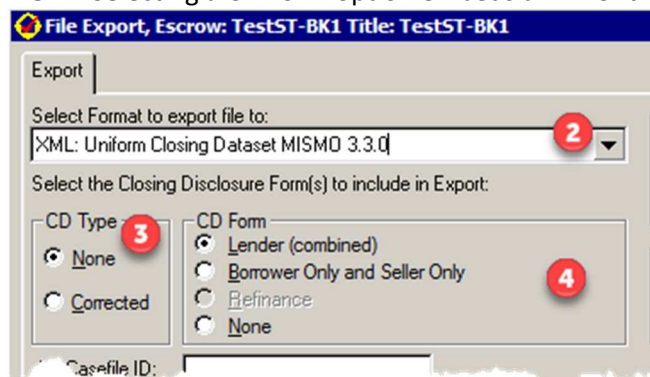 File Export, Escrow: TestST-BK1 Title: TestST-BK1
Export
Select Format to export file to:
XML: Uniform Closing Dataset MISMO 3.3.0
2
Select the Closing Disclosure Form(s) to include in Export:
CD Type
3
None
Corrected
CD Form
Lender (combined)
Borrower Only and Seller Only
Refinance
None
4
Casefile ID: